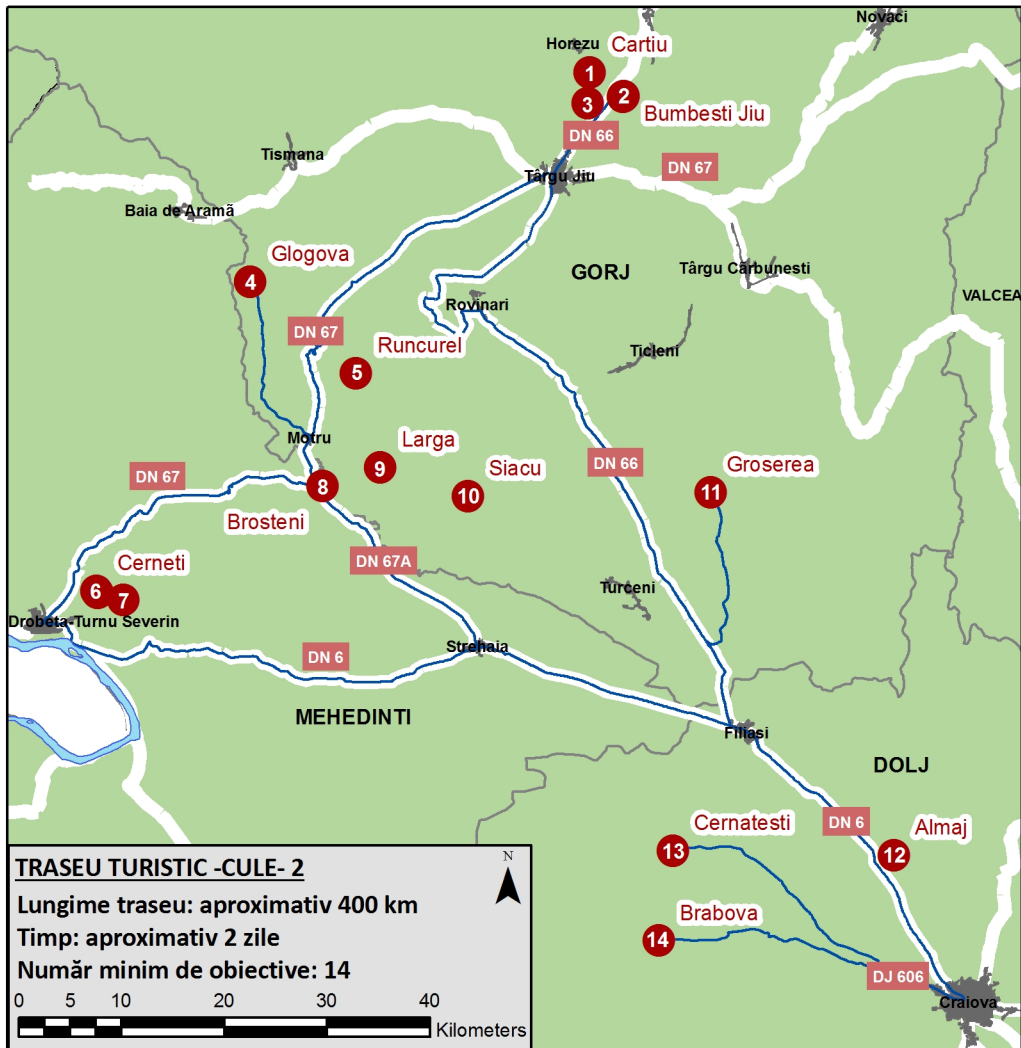 Novaci
Horezu
Cartiu
1
2
3
Bumbesti Jiu
DN 66
Tismana
DN 67
Târgu Jiu
Baia de Aramã
Glogova
4
GORJ
Târgu Cãrbunesti
VALCEA
Rovinari
DN 67
Runcurel
Ticleni
5
Motru
Larga
9
Siacu
DN 66
Groserea
DN 67
8
10
11
Brosteni
DN 67A
Cerneti
6
7
Turceni
Drobeta-Turnu Severin
Strehaia
DN 6
MEHEDINTI
Filiasi
DOLJ
Cernatesti
DN 6
Almaj
13
12
Brabova
14
DJ 606
Craiova
TRASEU TURISTIC -CULE- 2
N
Lungime traseu: aproximativ 400 km
Timp: aproximativ 2 zile
Număr minim de obiective: 14
0 5 10 20 30 40
Kilometers